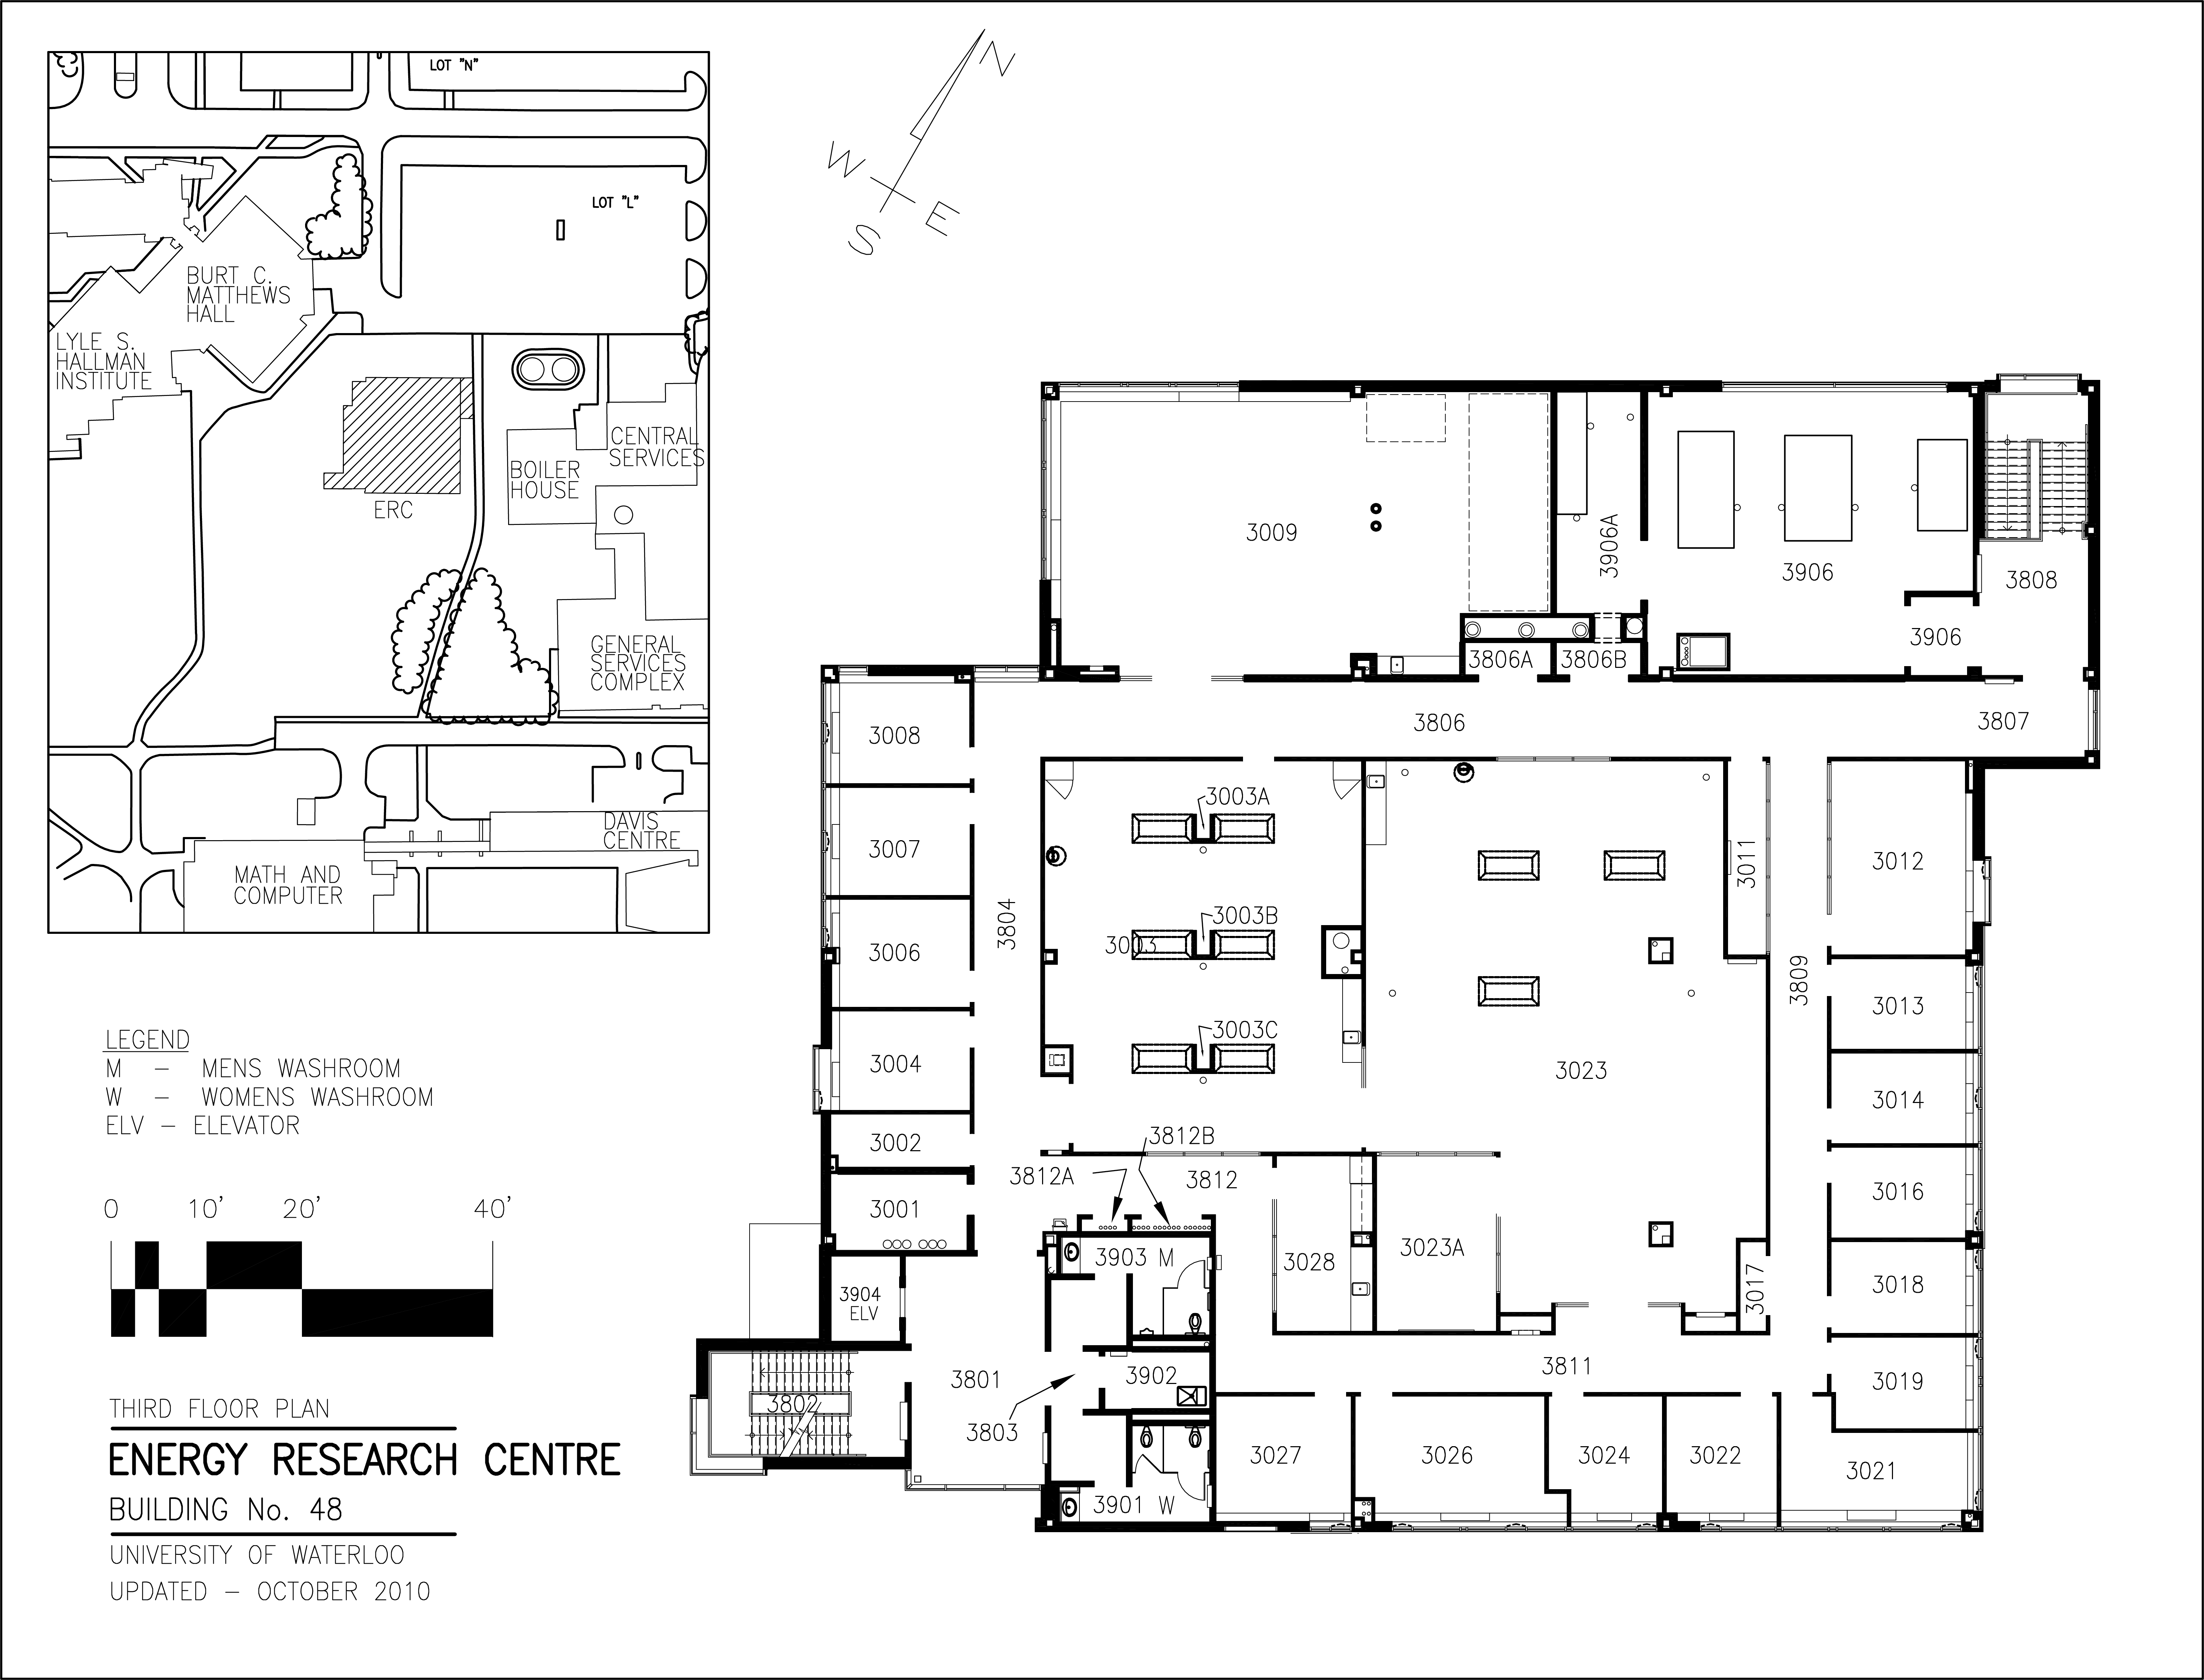 LOT "N"
LOT "L"
BURT C.
MATTHEWS
HALL
LYLE S.
HALLMAN
INSTITUTE
ERC
CENTRAL
SERVICES
BOILER
HOUSE
GENERAL
SERVICES
COMPLEX
DAVIS
CENTRE
MATH AND
COMPUTER
N
W
E
S
LEGEND
M – MENS WASHROOM
W – WOMENS WASHROOM
ELV – ELEVATOR
0 10' 20' 40'
THIRD FLOOR PLAN
ENERGY RESEARCH CENTRE
BUILDING No. 48
UNIVERSITY OF WATERLOO
UPDATED – OCTOBER 2010
3009
3906A
3906
3808
3906
3806A
3806B
3806
3807
3008
3007
3006
3004
3002
3001
3804
3003A
3003B
3003
3003C
3011
3012
3809
3013
3014
3016
3018
3019
3023
3812B
3812A
3812
3023A
3028
3017
3903 M
3904
ELV
3801
3802
3803
3902
3901 W
3811
3027
3026
3024
3022
3021